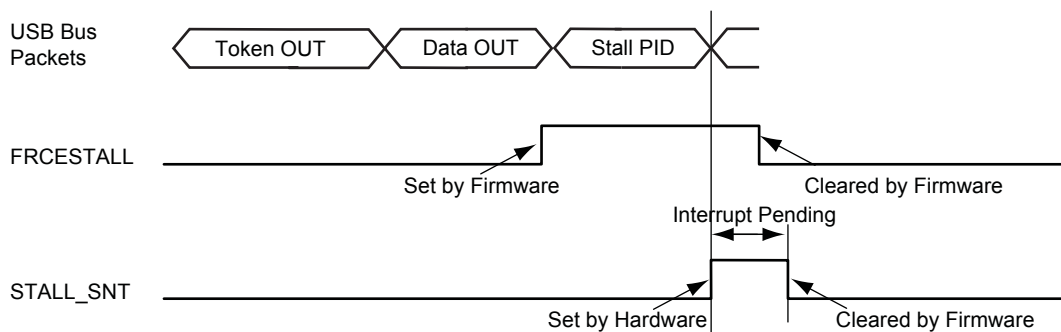 USB Bus
Packets
Token OUT
Data OUT
Stall PID
FRCESTALL
Set by Firmware
Cleared by Firmware
Interrupt Pending
STALL_SNT
Set by Hardware
Cleared by Firmware